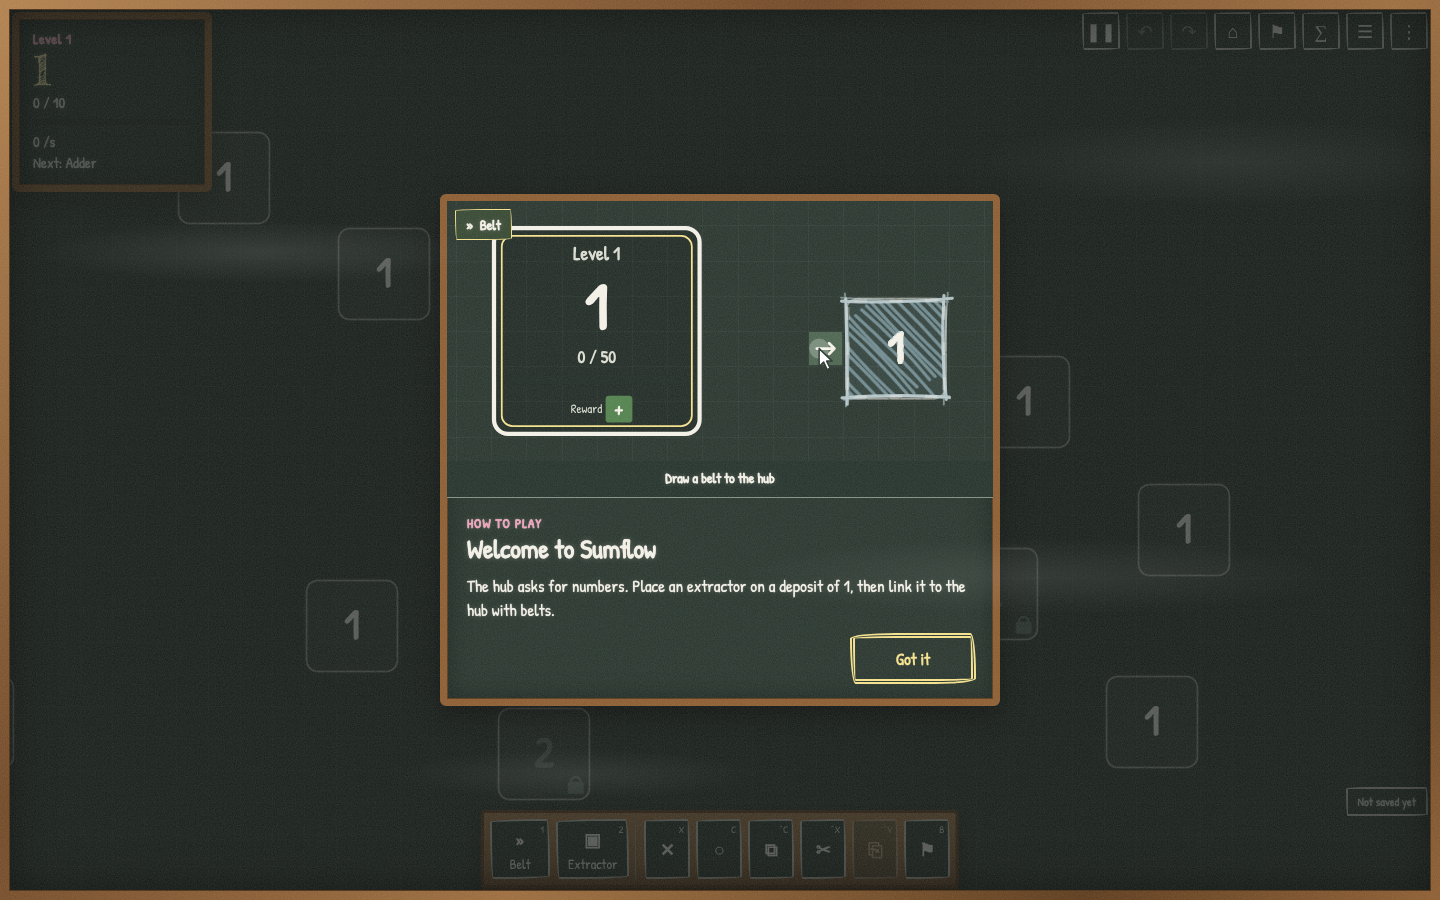 Level 1
1
0 / 10
0 /s
Next: Adder
1
1
» Belt
Level 1
1
0 / 50
Reward +
1
Draw a belt to the hub
HOW TO PLAY
Welcome to Sumflow
The hub asks for numbers. Place an extractor on a deposit of 1, then link it to the
hub with belts.
Got it
1
1
1
1
2
Not saved yet
1
Belt
2
Extractor
X
C
^C
^X
V
B